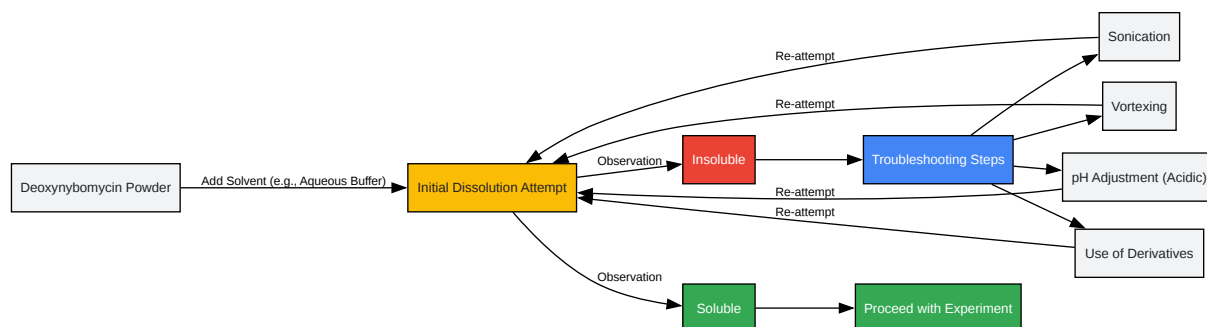 Sonication
Re-attempt
Vortexing
Re-attempt
Deoxynybomycin Powder
Add Solvent (e.g., Aqueous Buffer)
Initial Dissolution Attempt
Observation
Insoluble
Troubleshooting Steps
pH Adjustment (Acidic)
Re-attempt
Re-attempt
Use of Derivatives
Observation
Soluble
Proceed with Experiment